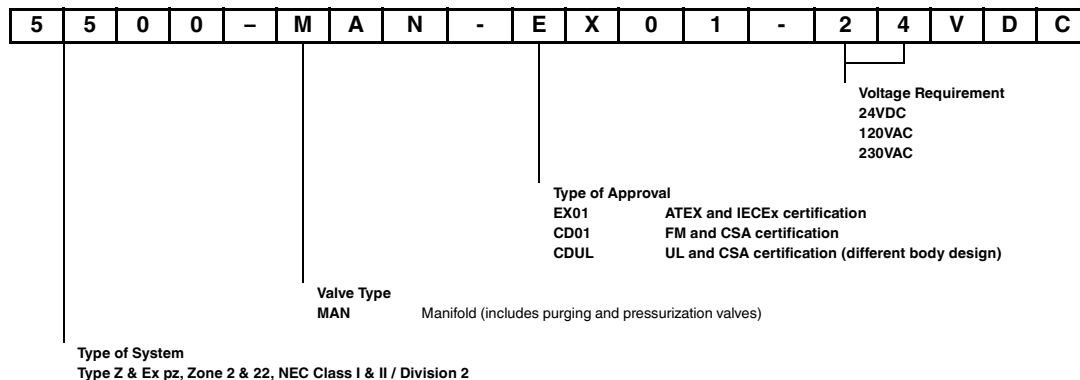 5 5 0 0 – M A N - E X 0 1 - 2 4 V D C
Voltage Requirement
24VDC
120VAC
230VAC
Type of Approval
EX01 ATEX and IECEx certification
CD01 FM and CSA certification
CDUL UL and CSA certification (different body design)
Valve Type
MAN Manifold (includes purging and pressurization valves)
Type of System
Type Z & Ex pz, Zone 2 & 22, NEC Class I & II / Division 2